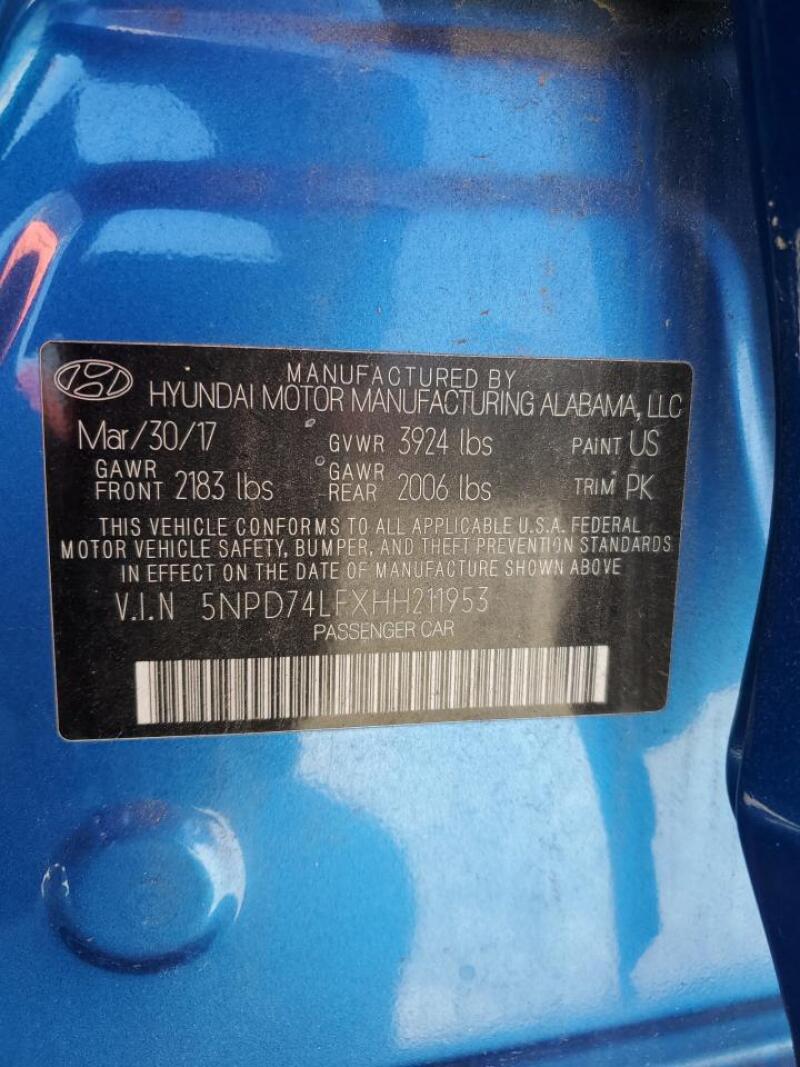 MANUFACTURED BY
HYUNDAI MOTOR MANUFACTURING ALABAMA, LLC
Mar/30/17 GVWR 3924 lbs PAINT US
GAWR FRONT 2183 lbs GAWR REAR 2006 lbs TRIM PK
THIS VEHICLE CONFORMS TO ALL APPLICABLE U.S.A. FEDERAL
MOTOR VEHICLE SAFETY, BUMPER, AND THEFT PREVENTION STANDARDS
IN EFFECT ON THE DATE OF MANUFACTURE SHOWN ABOVE
V.I.N 5NPD74LFXHH211953
PASSENGER CAR